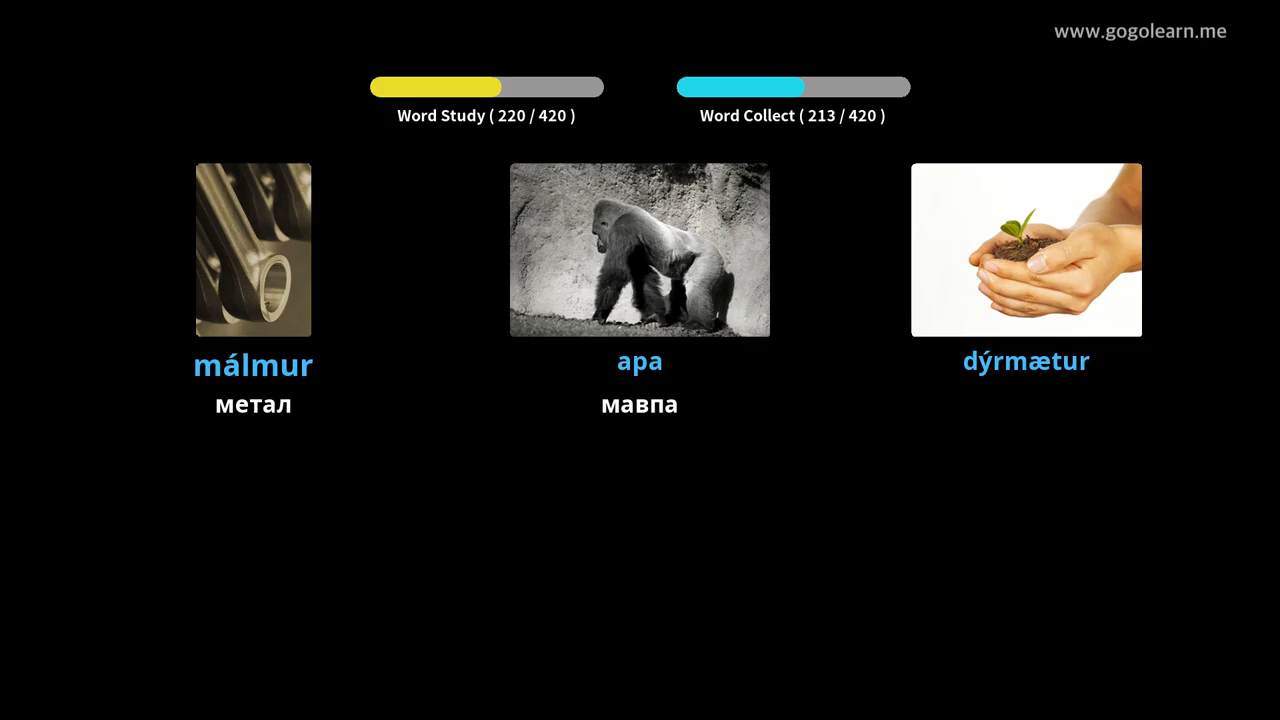 www.gogolearn.me
Word Study ( 220 / 420 )
Word Collect ( 213 / 420 )
málmur
apa
dýrmætur
метал
мавпа